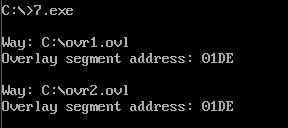 C:\>7.exe
Way: C:\ovr1.ovl
Overlay segment address: 01DE
Way: C:\ovr2.ovl
Overlay segment address: 01DE